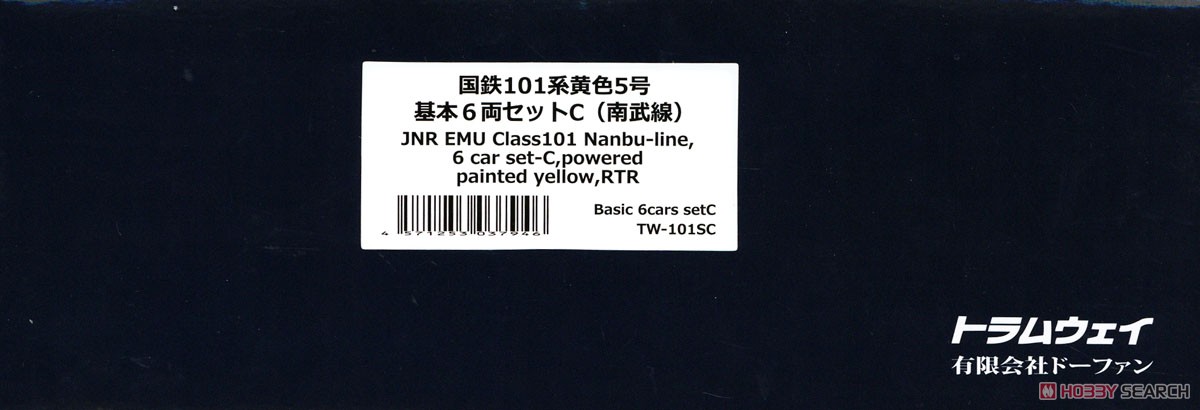 国鉄101系黄色5号
基本６両セットC（南武線）
JNR EMU Class101 Nanbu-line,
6 car set-C,powered
painted yellow,RTR
4 571253 037946
Basic 6cars setC
TW-101SC
トラムウェイ
有限会社ドーファン
HOBBY SEARCH